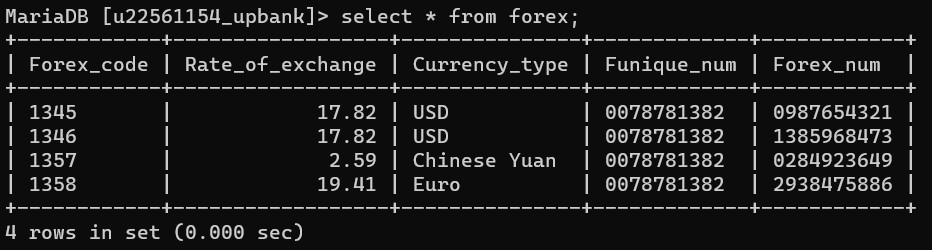 MariaDB [u22561154_upbank]> select * from forex;
+------------+------------------+---------------+-------------+------------+
| Forex_code | Rate_of_exchange | Currency_type | Funique_num | Forex_num  |
+------------+------------------+---------------+-------------+------------+
| 1345       |            17.82 | USD           | 0078781382  | 0987654321 |
| 1346       |            17.82 | USD           | 0078781382  | 1385968473 |
| 1357       |             2.59 | Chinese Yuan  | 0078781382  | 0284923649 |
| 1358       |            19.41 | Euro          | 0078781382  | 2938475886 |
+------------+------------------+---------------+-------------+------------+
4 rows in set (0.000 sec)